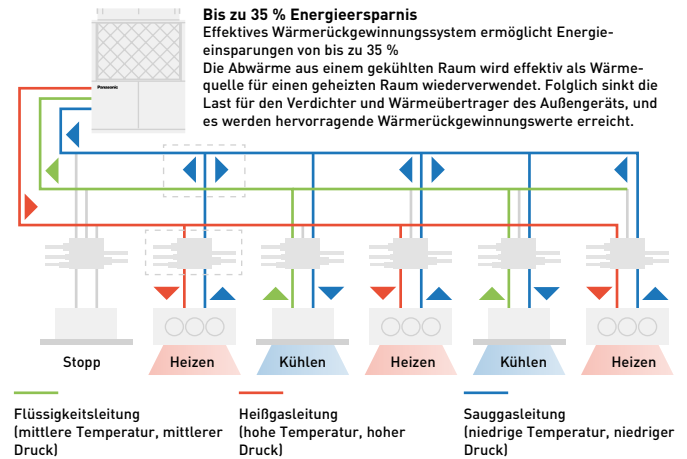 Bis zu 35 % Energieersparnis
Effektives Wärmerückgewinnungssystem ermöglicht Energie-
einsparungen von bis zu 35 %
Die Abwärme aus einem gekühlten Raum wird effektiv als Wärme-
quelle für einen geheizten Raum wiederverwendet. Folglich sinkt die
Last für den Verdichter und Wärmeübertrager des Außengeräts, und
es werden hervorragende Wärmerückgewinnungswerte erreicht.
Panasonic
Stopp
Heizen
Kühlen
Heizen
Kühlen
Heizen
Flüssigkeitsleitung
(mittlere Temperatur, mittlerer
Druck)
Heißgasleitung
(hohe Temperatur, hoher
Druck)
Sauggasleitung
(niedrige Temperatur, niedriger
Druck)